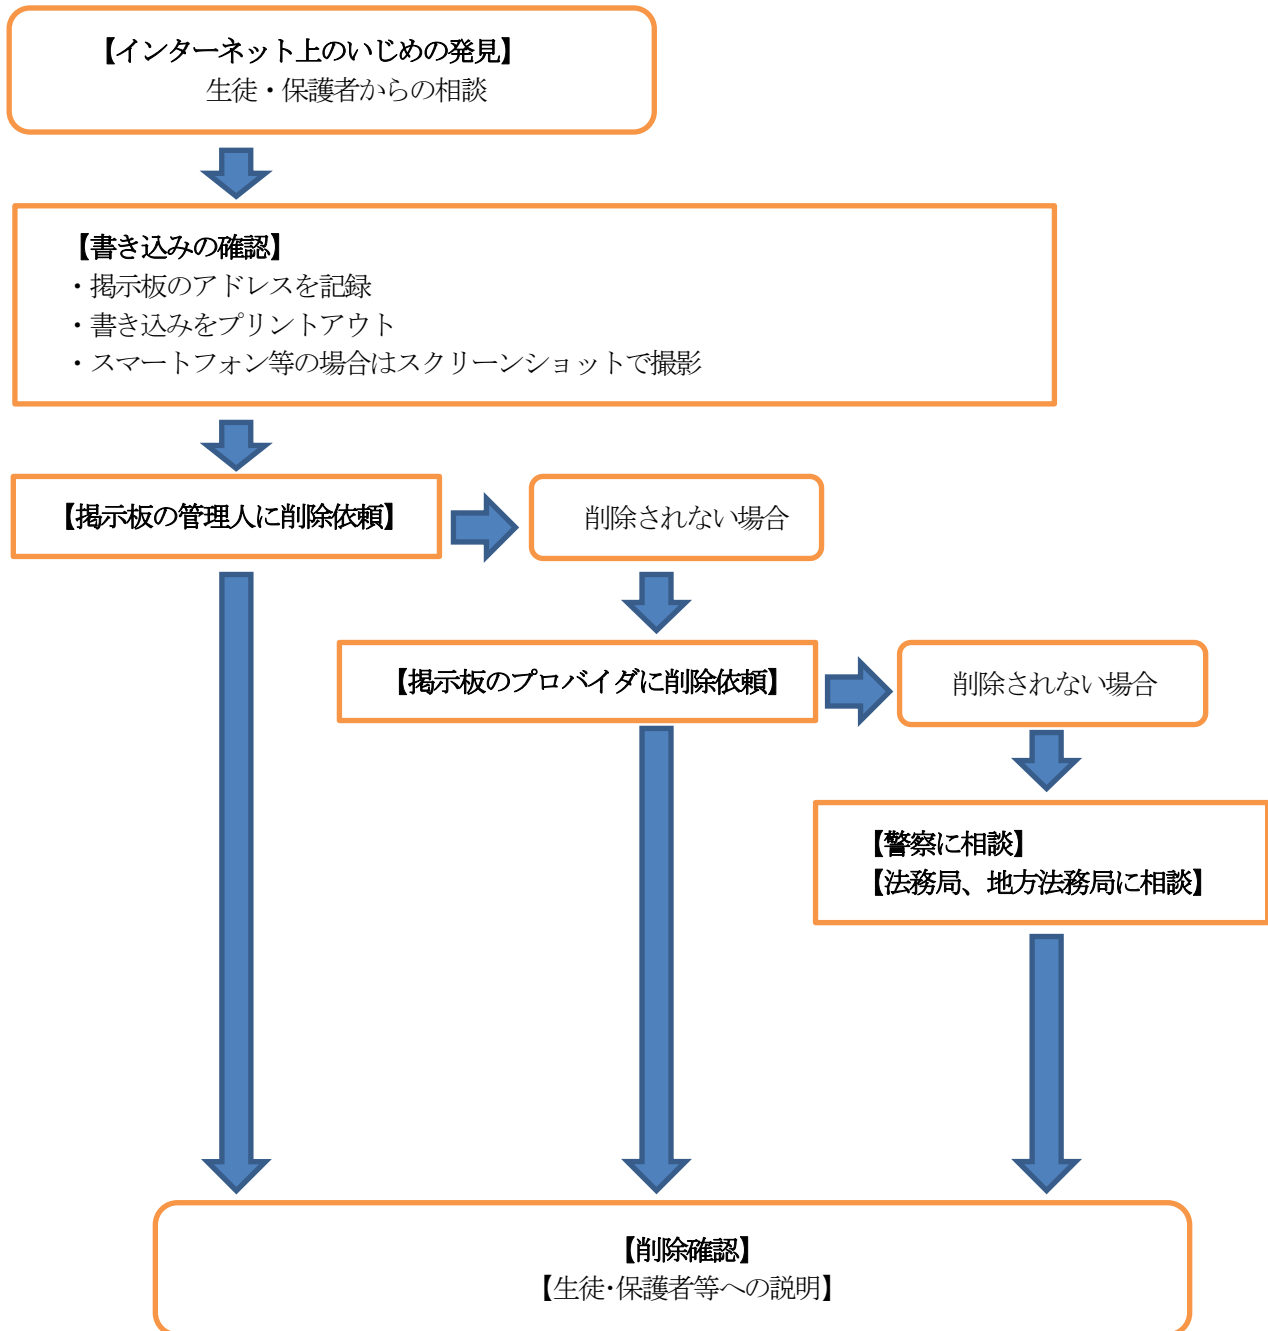 【インターネット上のいじめの発見】
生徒・保護者からの相談
【書き込みの確認】
・掲示板のアドレスを記録
・書き込みをプリントアウト
・スマートフォン等の場合はスクリーンショットで撮影
【掲示板の管理人に削除依頼】
削除されない場合
【掲示板のプロバイダに削除依頼】
削除されない場合
【警察に相談】
【法務局、地方法務局に相談】
【削除確認】
【生徒・保護者等への説明】